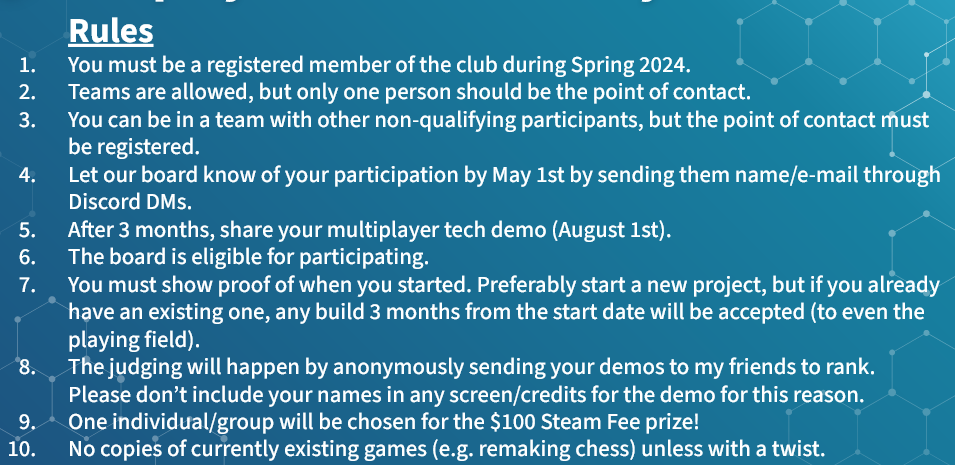 Rules
1. You must be a registered member of the club during Spring 2024.
2. Teams are allowed, but only one person should be the point of contact.
3. You can be in a team with other non-qualifying participants, but the point of contact must
be registered.
4. Let our board know of your participation by May 1st by sending them name/e-mail through
Discord DMs.
5. After 3 months, share your multiplayer tech demo (August 1st).
6. The board is eligible for participating.
7. You must show proof of when you started. Preferably start a new project, but if you already
have an existing one, any build 3 months from the start date will be accepted (to even the
playing field).
8. The judging will happen by anonymously sending your demos to my friends to rank.
Please don’t include your names in any screen/credits for the demo for this reason.
9. One individual/group will be chosen for the $100 Steam Fee prize!
10. No copies of currently existing games (e.g. remaking chess) unless with a twist.